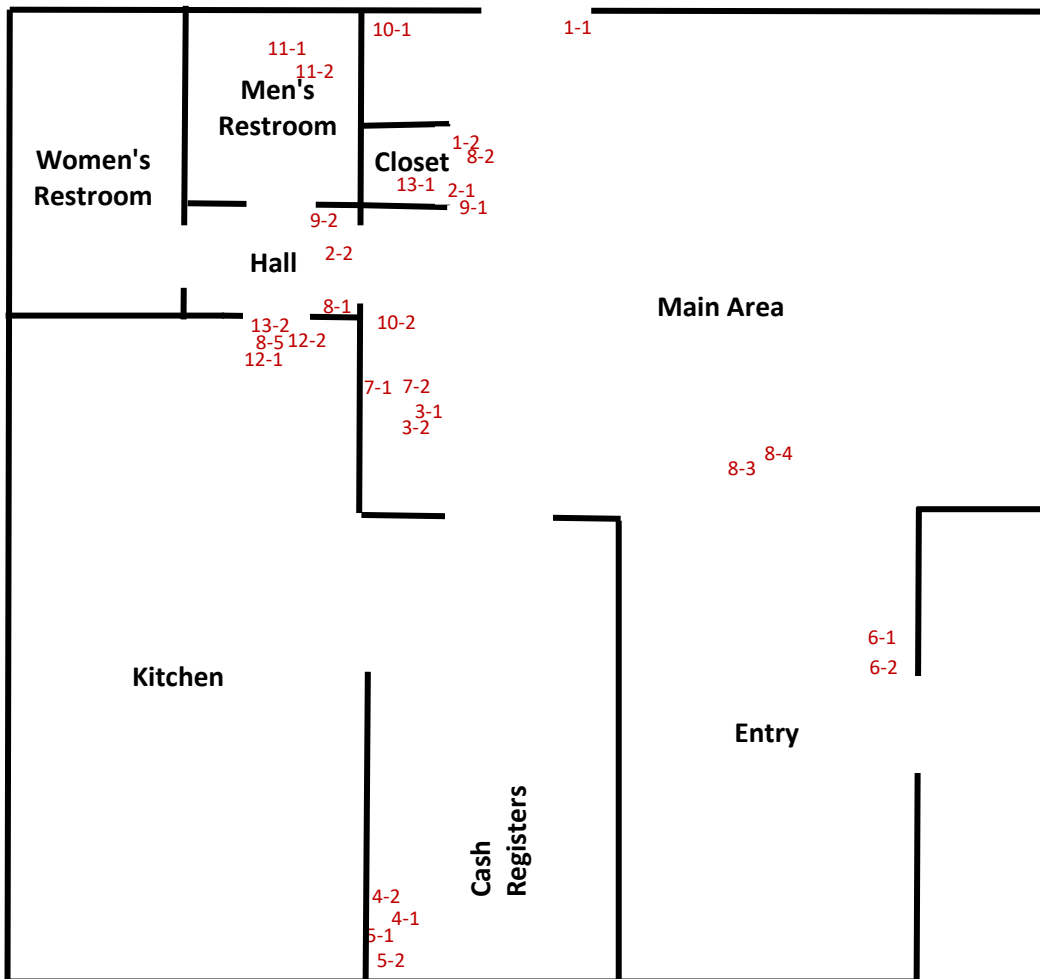 10-1
1-1
11-1
11-2
Men's
Restroom
Women's
Restroom
Closet
1-2
8-2
13-1
2-1
9-1
9-2
2-2
Hall
8-1
Main Area
13-2
10-2
8-5
12-2
12-1
7-1
7-2
3-1
3-2
8-4
8-3
6-1
6-2
Kitchen
Entry
Cash
Registers
4-2
4-1
5-1
5-2